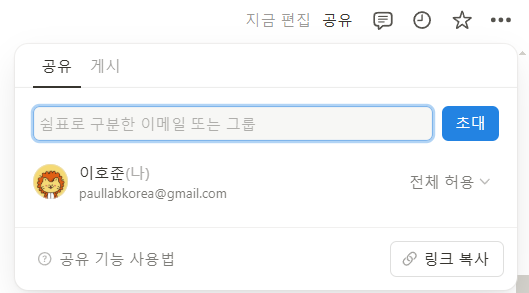 지금 편집 공유
공유 게시
쉼표로 구분한 이메일 또는 그룹 초대
이호준(나)
paullabkorea@gmail.com
전체 허용
공유 기능 사용법 링크 복사